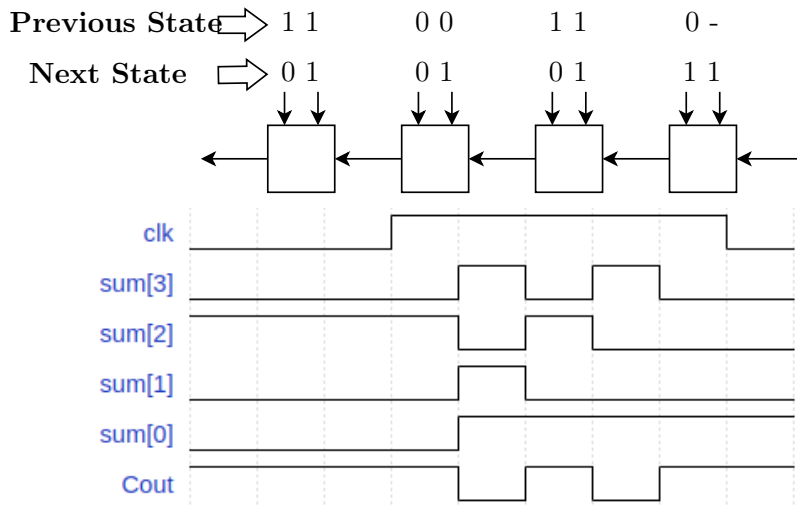 Previous State 1 1 0 0 1 1 0 -
Next State 0 1 0 1 0 1 1 1
clk
sum[3]
sum[2]
sum[1]
sum[0]
Cout